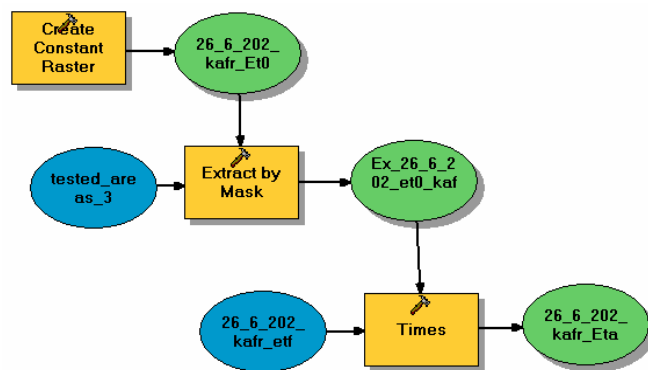 Create
Constant
Raster
26_6_202_
kafr_Et0
tested_are
as_3
Extract by
Mask
Ex_26_6_2
02_et0_kaf
26_6_202_
kafr_etf
Times
26_6_202_
kafr_Eta